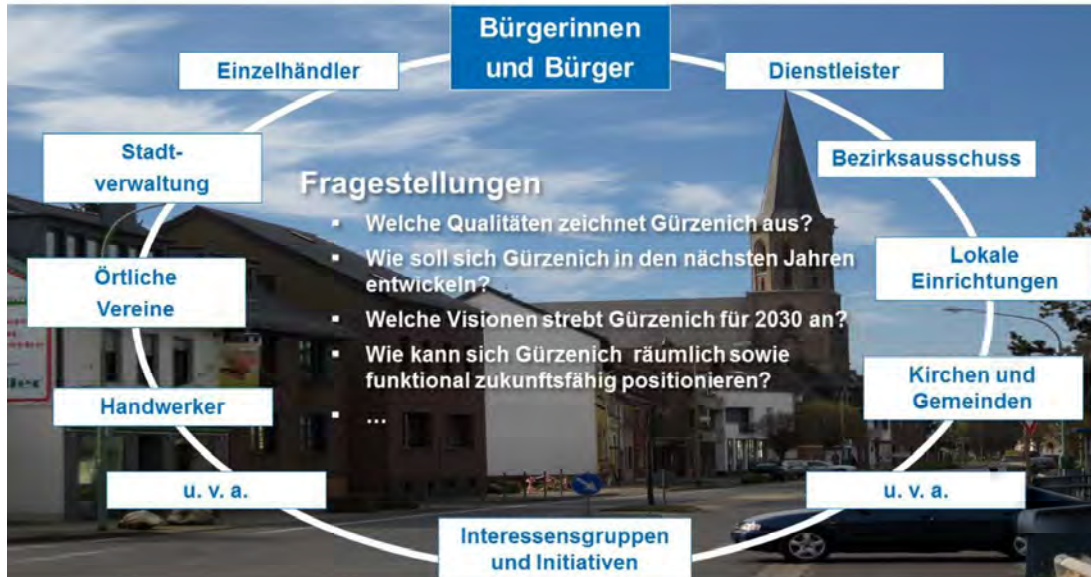 Bürgerinnen
und Bürger
Einzelhändler
Dienstleister
Stadt-
verwaltung
Bezirksausschuss
Fragestellungen
▪ Welche Qualitäten zeichnet Gürzenich aus?
▪ Wie soll sich Gürzenich in den nächsten Jahren
entwickeln?
▪ Welche Visionen strebt Gürzenich für 2030 an?
▪ Wie kann sich Gürzenich räumlich sowie
funktional zukunftsfähig positionieren?
▪ ...
Örtliche
Vereine
Lokale
Einrichtungen
Handwerker
Kirchen und
Gemeinden
u. v. a.
u. v. a.
Interessensgruppen
und Initiativen